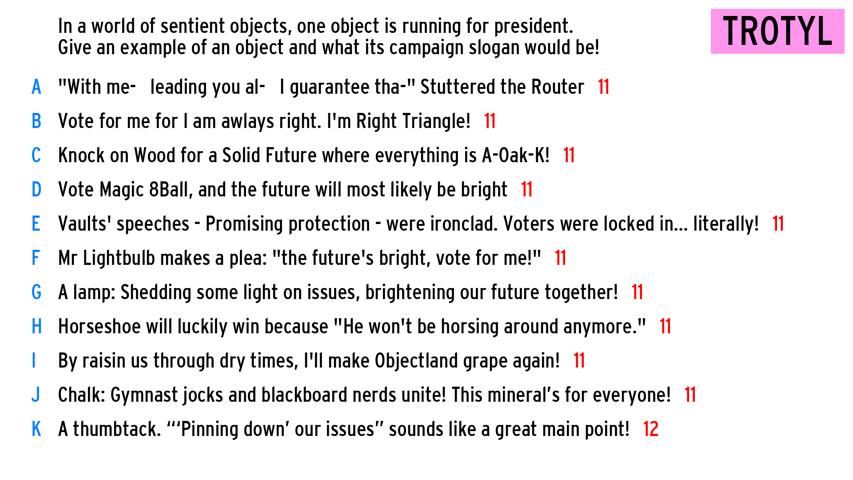 In a world of sentient objects, one object is running for president.
Give an example of an object and what its campaign slogan would be!
TROTYL
A "With me-   leading you al-   I guarantee tha-" Stuttered the Router 11
B Vote for me for I am awlays right. I'm Right Triangle! 11
C Knock on Wood for a Solid Future where everything is A-Oak-K! 11
D Vote Magic 8Ball, and the future will most likely be bright 11
E Vaults' speeches - Promising protection - were ironclad. Voters were locked in... literally! 11
F Mr Lightbulb makes a plea: "the future's bright, vote for me!" 11
G A lamp: Shedding some light on issues, brightening our future together! 11
H Horseshoe will luckily win because "He won't be horsing around anymore." 11
I By raisin us through dry times, I'll make Objectland grape again! 11
J Chalk: Gymnast jocks and blackboard nerds unite! This mineral’s for everyone! 11
K A thumbtack. “‘Pinning down’ our issues” sounds like a great main point! 12